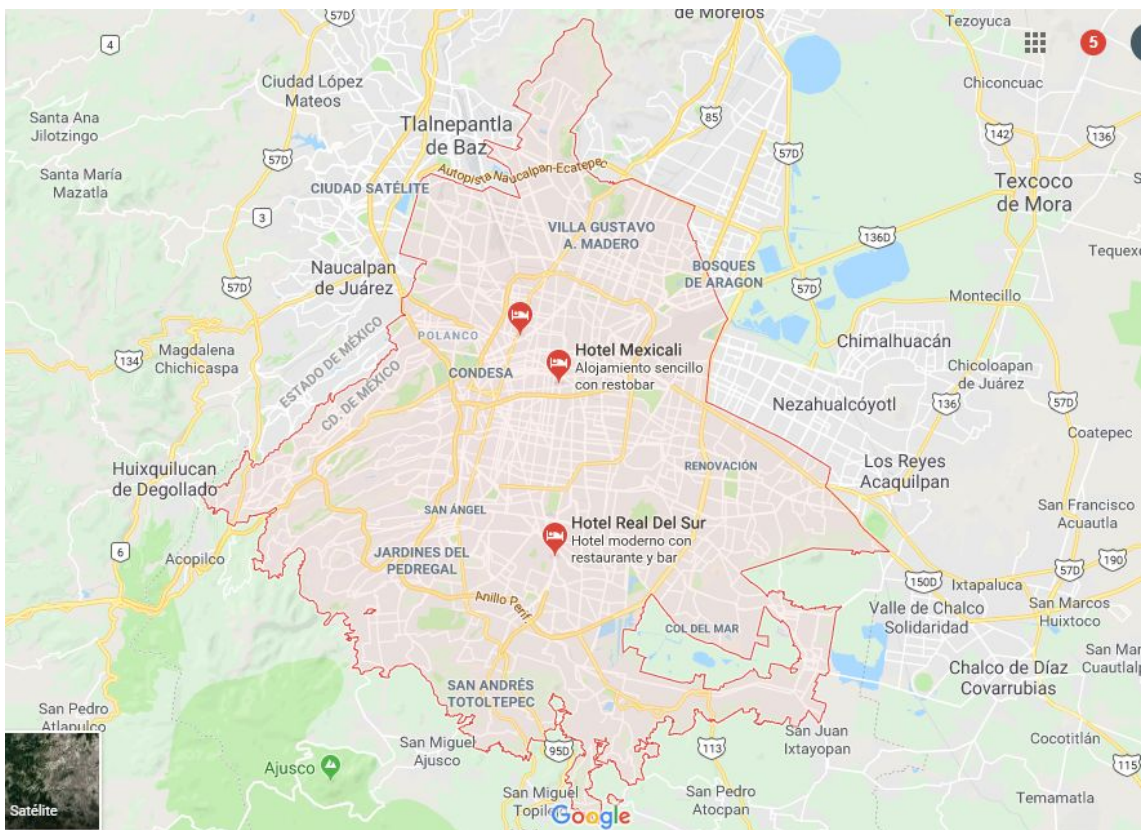 de Morelos
Tezoyuca
57D
4
5
Ciudad López
Mateos
Chiconcuac
Santa Ana
Jilotzingo
Tlalnepantla
de Baz
85
142
136
57D
57D
Autopista Naucalpan-Ecatepec
Santa María
Mazatla
CIUDAD SATÉLITE
Texcoco
de Mora
3
VILLA GUSTAVO
A. MADERO
136D
Naucalpan
de Juárez
BOSQUES
DE ARAGON
57D
57D
Montecillo
POLANCO
Chimalhuacán
134
Magdalena
Chichicaspa
ESTADO DE MÉXICO
CD. DE MÉXICO
Hotel Mexicali
Alojamiento sencillo
con restobar
CONDESA
Chicoloapan
de Juárez
136
57D
Nezahualcóyotl
Coatepec
Huixquilucan
de Degollado
RENOVACIÓN
Los Reyes
Acaquilpan
SAN ÁNGEL
San Francisco
Acuautla
Hotel Real Del Sur
Hotel moderno con
restaurante y bar
6
Acopilco
JARDINES DEL
PEDREGAL
190
57D
150D
Ixtapaluca
Anillo Perif.
Valle de Chalco
Solidaridad
San Marcos
Huixtoco
COL DEL MAR
San Mar
Cuautlalp
Chalco de Díaz
Covarrubias
SAN ANDRÉS
TOTOLTEPEC
San Pedro
Atlapulco
San Miguel
Ajusco
95D
113
San Juan
Ixtayopan
Cocotitlán
115
Ajusco
Satélite
San Miguel
San Pedro
Atocpan
Temamatla
Google